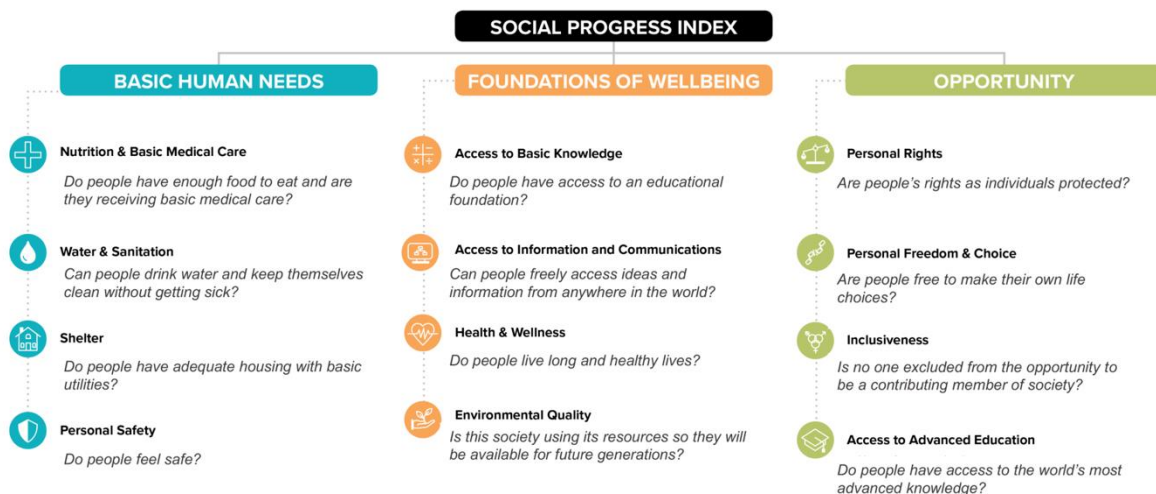 SOCIAL PROGRESS INDEX
BASIC HUMAN NEEDS
Nutrition & Basic Medical Care
Do people have enough food to eat and are
they receiving basic medical care?
Water & Sanitation
Can people drink water and keep themselves
clean without getting sick?
Shelter
Do people have adequate housing with basic
utilities?
Personal Safety
Do people feel safe?
FOUNDATIONS OF WELLBEING
Access to Basic Knowledge
Do people have access to an educational
foundation?
Access to Information and Communications
Can people freely access ideas and
information from anywhere in the world?
Health & Wellness
Do people live long and healthy lives?
Environmental Quality
Is this society using its resources so they will
be available for future generations?
OPPORTUNITY
Personal Rights
Are people's rights as individuals protected?
Personal Freedom & Choice
Are people free to make their own life
choices?
Inclusiveness
Is no one excluded from the opportunity to
be a contributing member of society?
Access to Advanced Education
Do people have access to the world's most
advanced knowledge?